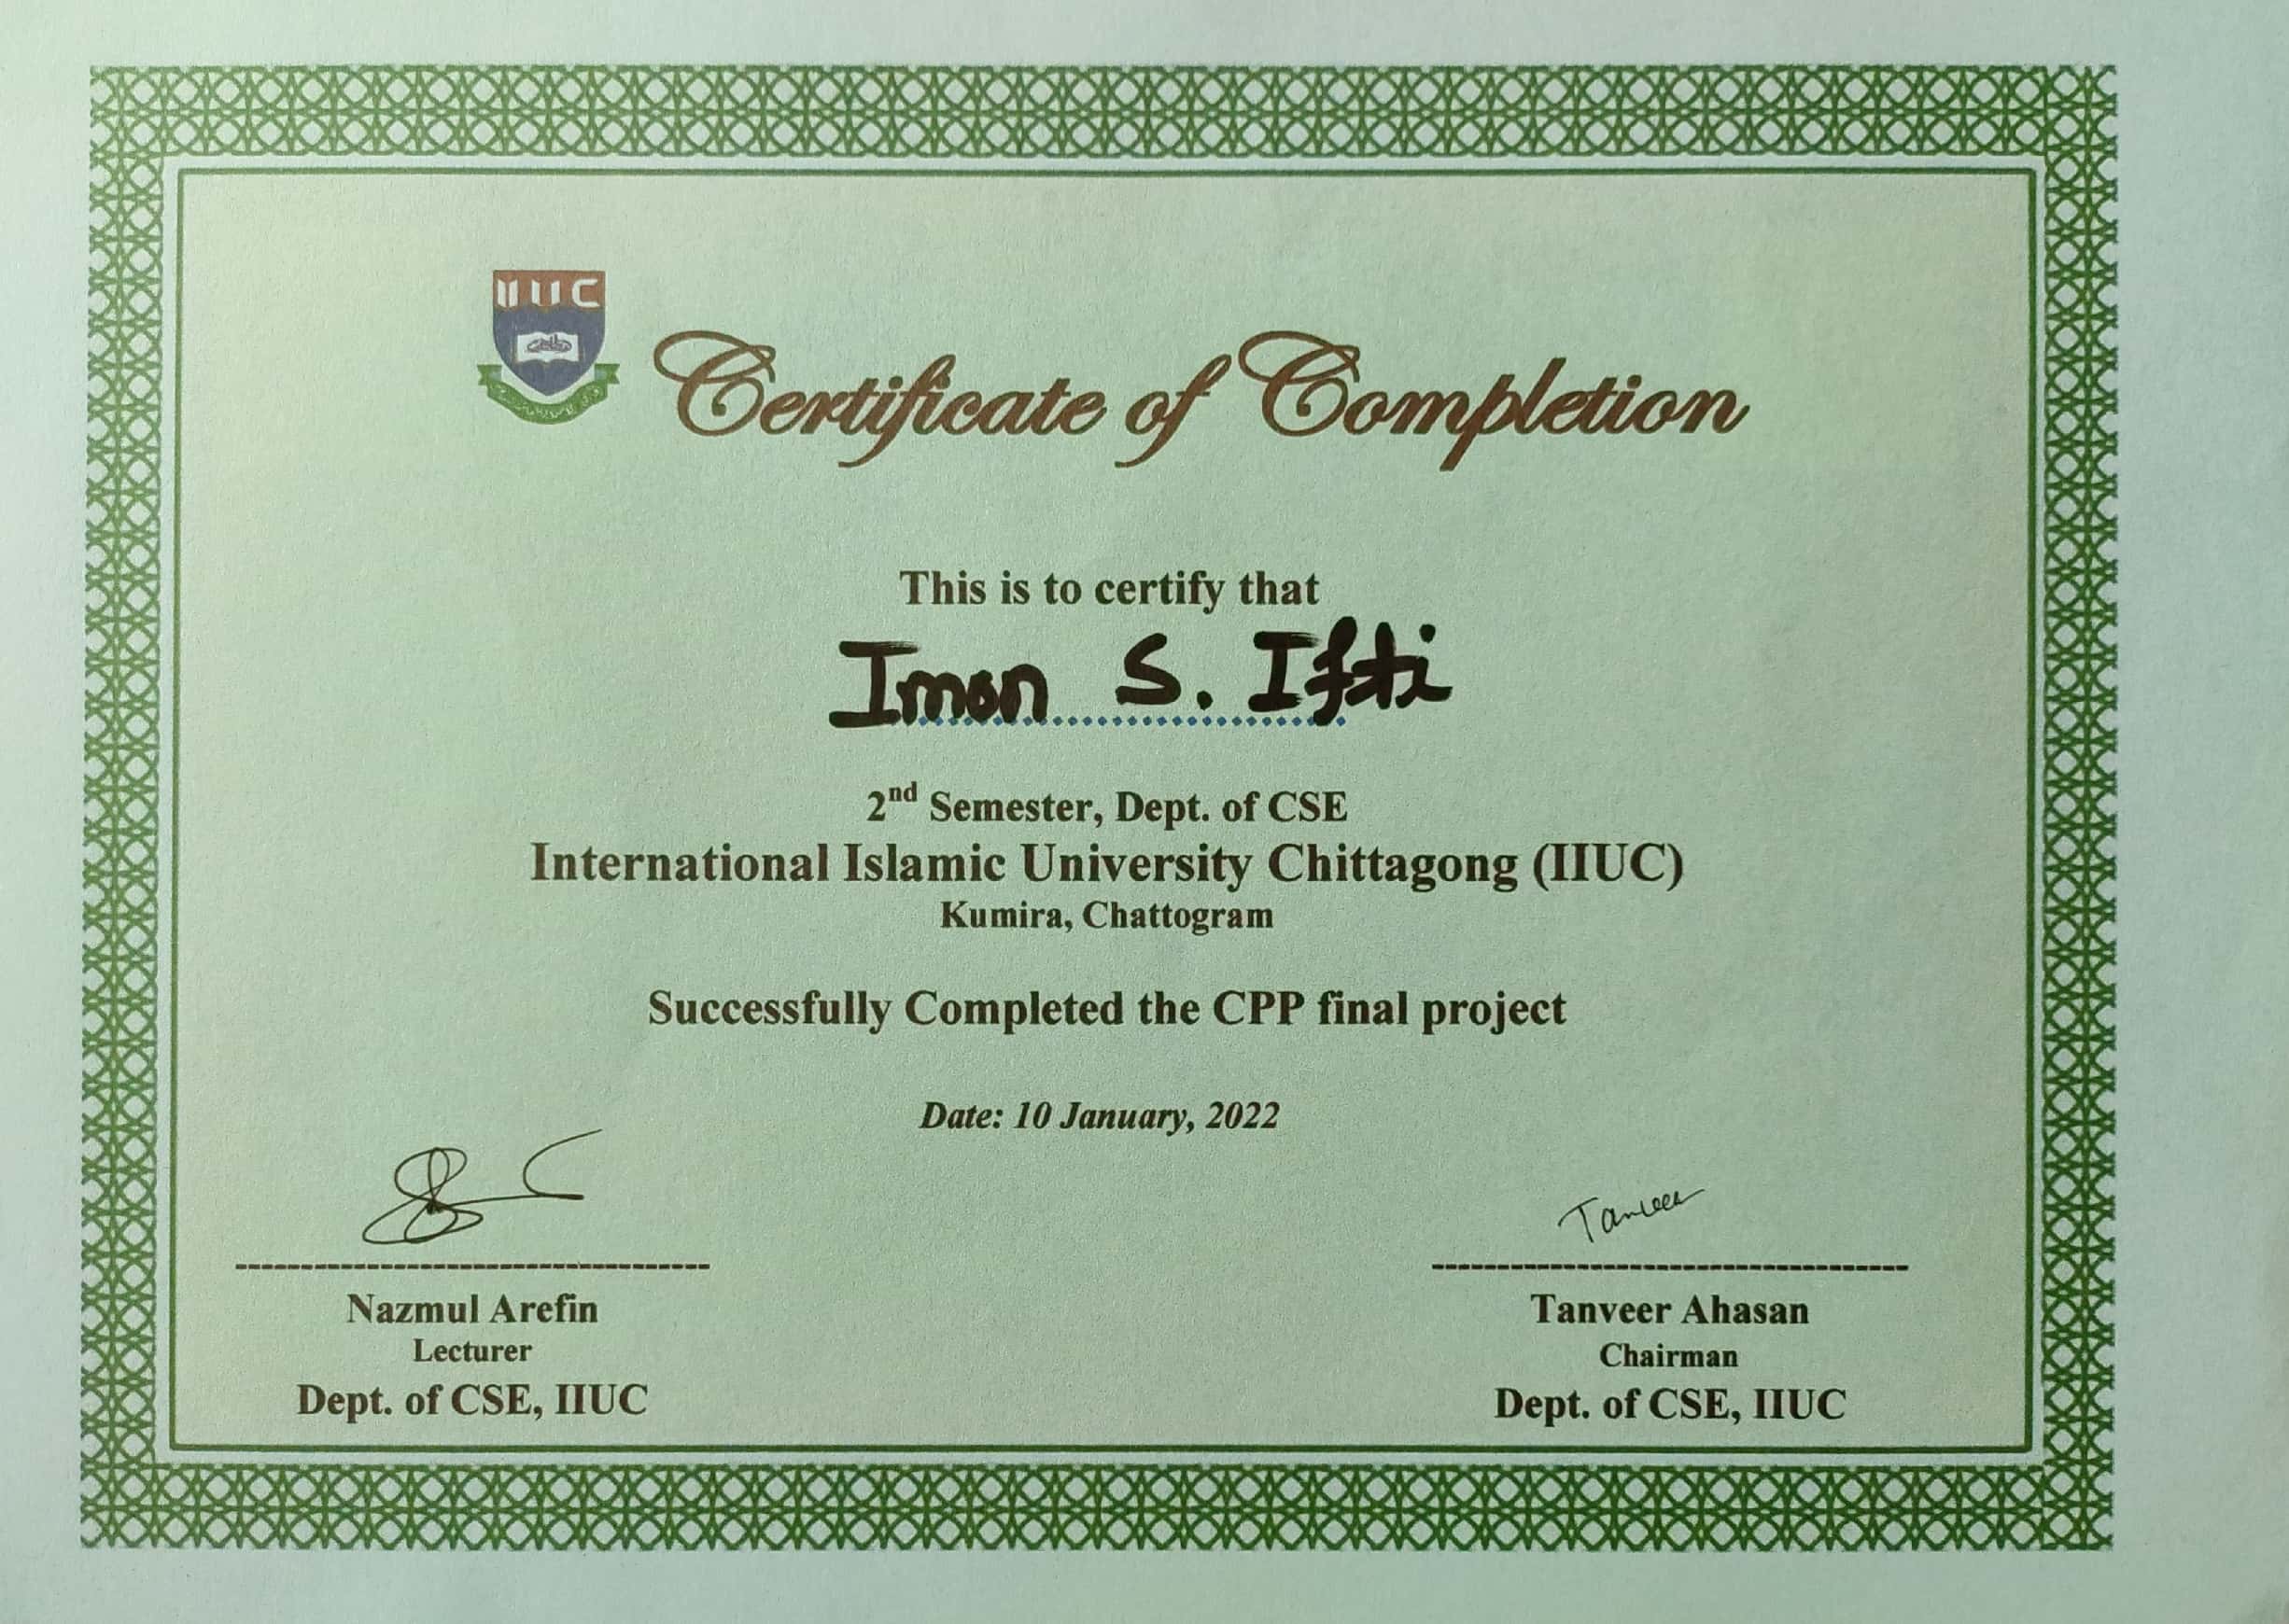 IIUC
Certificate of Completion
This is to certify that
Imon S. Ifti
2nd Semester, Dept. of CSE
International Islamic University Chittagong (IIUC)
Kumira, Chattogram
Successfully Completed the CPP final project
Date: 10 January, 2022
Tanveer
Nazmul Arefin
Lecturer
Dept. of CSE, IIUC
Tanveer Ahasan
Chairman
Dept. of CSE, IIUC